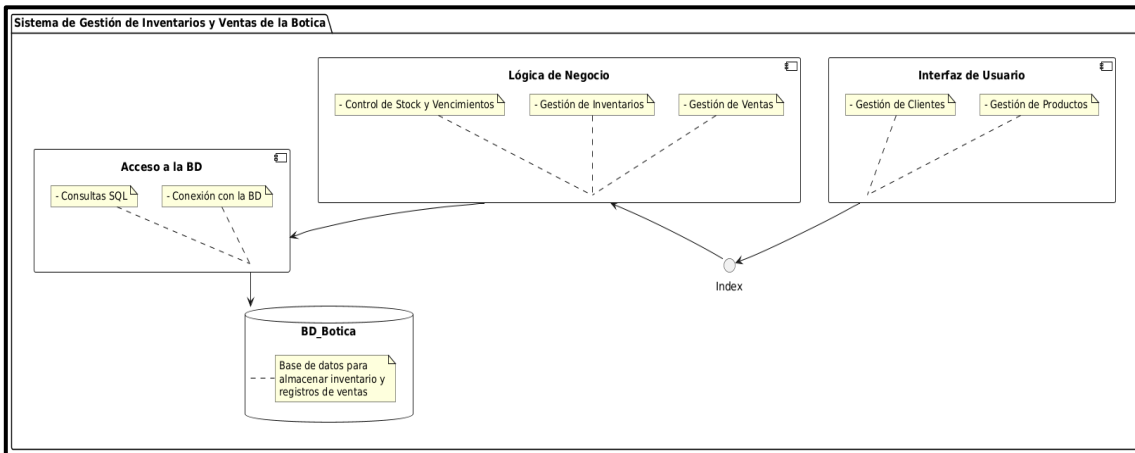 Sistema de Gestión de Inventarios y Ventas de la Botica
Lógica de Negocio
- Control de Stock y Vencimientos
- Gestión de Inventarios
- Gestión de Ventas
Interfaz de Usuario
- Gestión de Clientes
- Gestión de Productos
Acceso a la BD
- Consultas SQL
- Conexión con la BD
Index
BD_Botica
Base de datos para
almacenar inventario y
registros de ventas